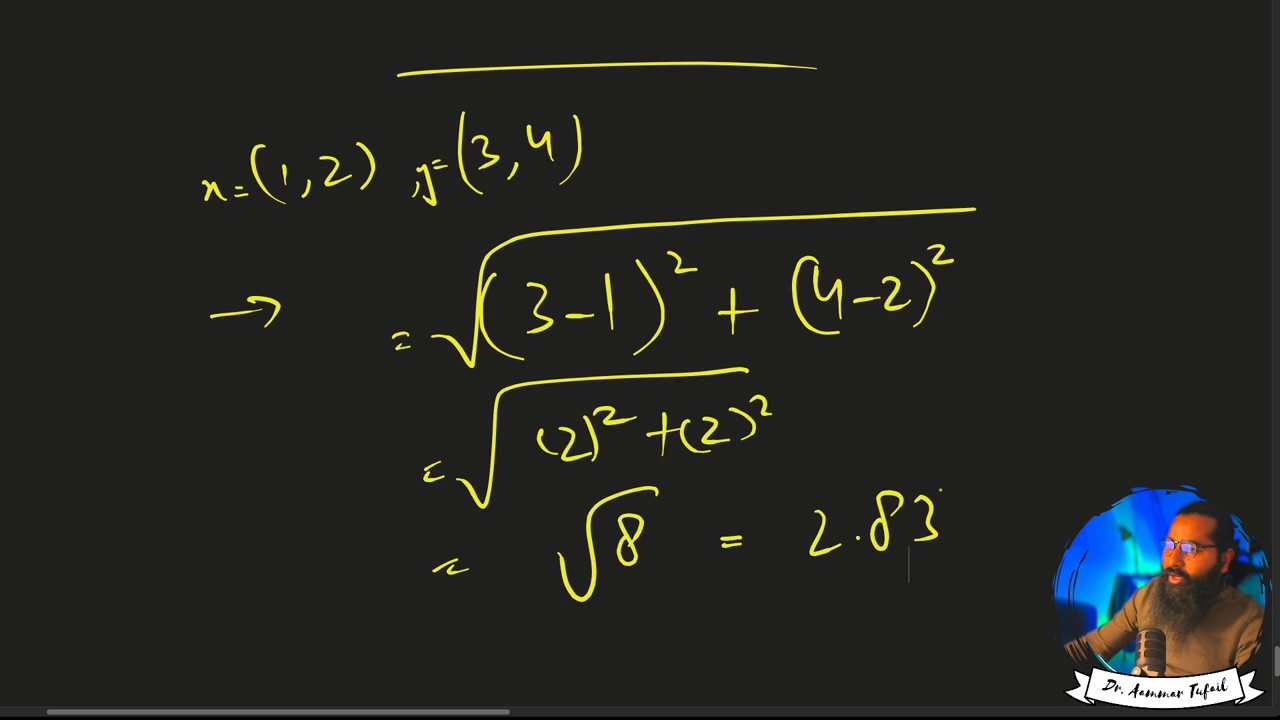 x = (1, 2) , y = (3, 4)
→ = √(3-1)² + (4-2)²
= √(2)² + (2)²
= √8 = 2.83
Dr. Aammar Tufail